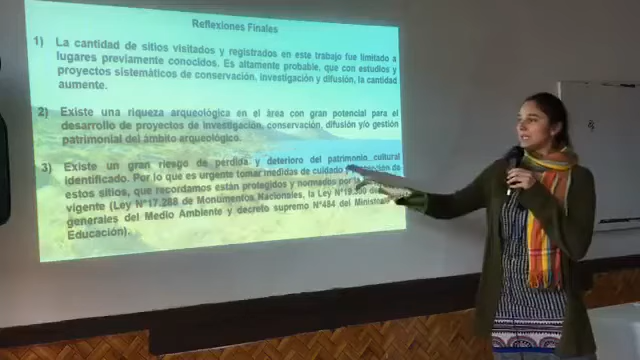 Reflexiones Finales
1) La cantidad de sitios visitados y registrados en este trabajo fue limitado a
lugares previamente conocidos. Es altamente probable, que con estudios y
proyectos sistemáticos de conservación, investigación y difusión, la cantidad
aumente.
2) Existe una riqueza arqueológica en el área con gran potencial para el
desarrollo de proyectos de investigación, conservación, difusión y/o gestión
patrimonial del ámbito arqueológico.
3) Existe un gran riesgo de perdida y deterioro del patrimonio cultural
identificado. Por lo que es urgente tomar medidas de cuidado y de
estos sitios, que recordamos están protegidos y normados por
vigente (Ley N°17.288 de Monumentos Nacionales, la Ley N°19.300
generales del Medio Ambiente y decreto supremo N°484 del
Educación).